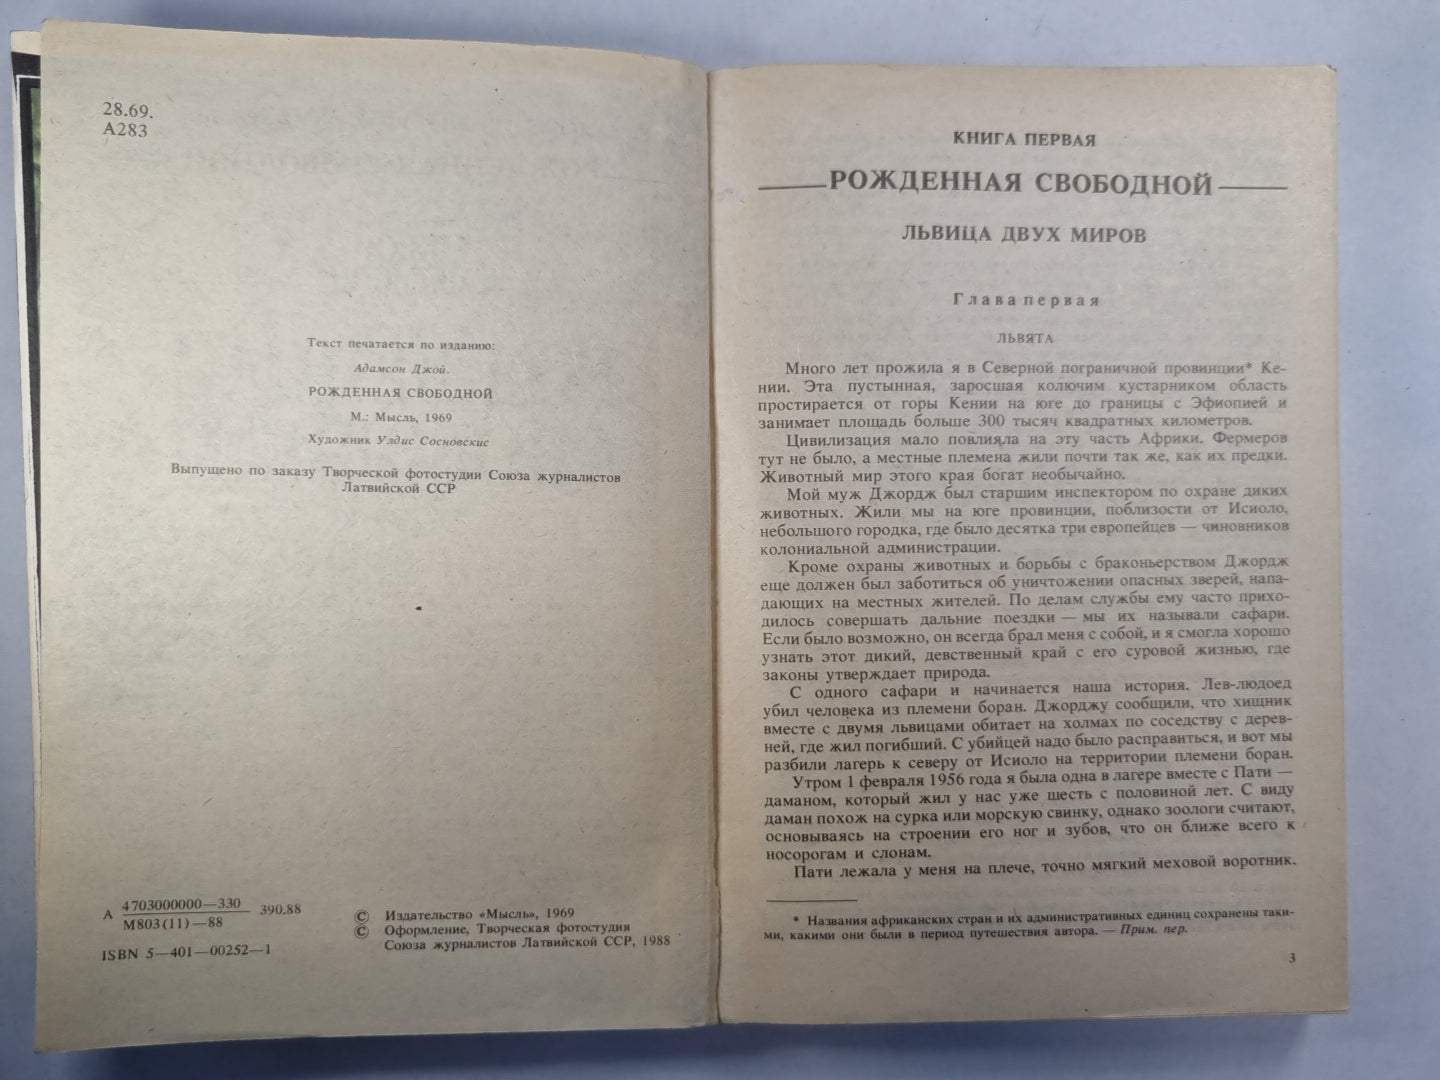 28.69.
А283
Текст печатается по изданию:
Адамсон Джой.
РОЖДЕННАЯ СВОБОДНОЙ
М.: Мысль, 1969
Художник Улдис Сосновскис
Выпущено по заказу Творческой фотостудии Союза журналистов
Латвийской ССР
А 4703000000—330 390.88
М803(11)—88
ISBN 5—401—00252—1
© Издательство «Мысль», 1969
© Оформление, Творческая фотостудия
Союза журналистов Латвийской ССР, 1988
КНИГА ПЕРВАЯ
РОЖДЕННАЯ СВОБОДНОЙ
ЛЬВИЦА ДВУХ МИРОВ
Глава первая
ЛЬВЯТА
Много лет прожила я в Северной пограничной провинции* Ке-
нии. Эта пустынная, заросшая колючим кустарником область
простирается от горы Кении на юге до границы с Эфиопией и
занимает площадь больше 300 тысяч квадратных километров.
Цивилизация мало повлияла на эту часть Африки. Фермеров
тут не было, а местные племена жили почти так же, как их предки.
Животный мир этого края богат необычайно.
Мой муж Джордж был старшим инспектором по охране диких
животных. Жили мы на юге провинции, поблизости от Исиоло,
небольшого городка, где было десятка три европейцев — чиновников
колониальной администрации.
Кроме охраны животных и борьбы с браконьерством Джордж
еще должен был заботиться об уничтожении опасных зверей, напа-
дающих на местных жителей. По делам службы ему часто прихо-
дилось совершать дальние поездки — мы их называли сафари.
Если было возможно, он всегда брал меня с собой, и я смогла хорошо
узнать этот дикий, девственный край с его суровой жизнью, где
законы утверждает природа.
С одного сафари и начинается наша история. Лев-людоед
убил человека из племени боран. Джорджу сообщили, что хищник
вместе с двумя львицами обитает на холмах по соседству с дерев-
ней, где жил погибший. С убийцей надо было расправиться, и вот мы
разбили лагерь к северу от Исиоло на территории племени боран.
Утром 1 февраля 1956 года я была одна в лагере вместе с Пати —
даманом, который жил у нас уже шесть с половиной лет. С виду
даман похож на сурка или морскую свинку, однако зоологи считают,
основываясь на строении его ног и зубов, что он ближе всего к
носорогам и слонам.
Пати лежала у меня на плече, точно мягкий меховой воротник.
* Названия африканских стран и их административных единиц сохранены таки-
ми, какими они были в период путешествия автора. — Прим. пер.
3